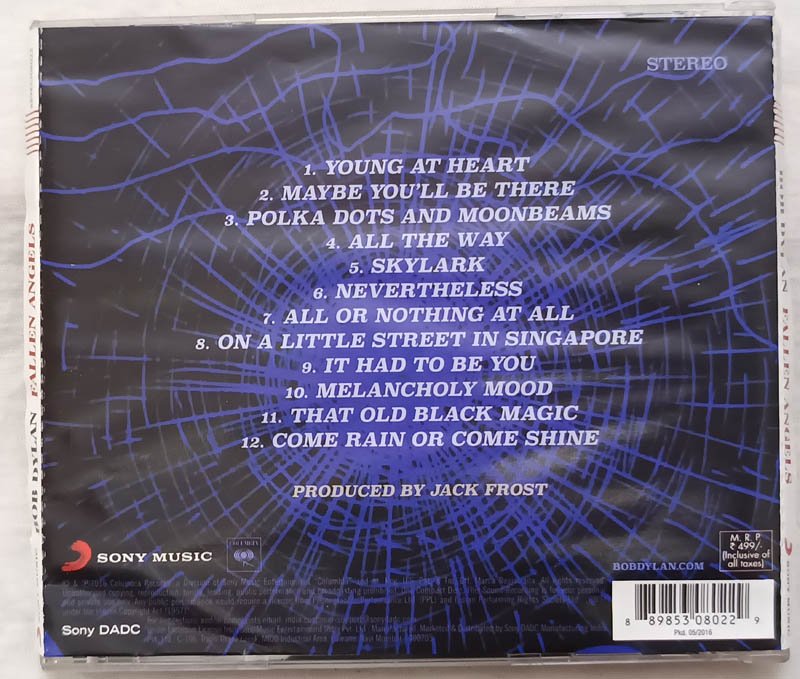 STEREO
1. YOUNG AT HEART
2. MAYBE YOU'LL BE THERE
3. POLKA DOTS AND MOONBEAMS
4. ALL THE WAY
5. SKYLARK
6. NEVERTHELESS
7. ALL OR NOTHING AT ALL
8. ON A LITTLE STREET IN SINGAPORE
9. IT HAD TO BE YOU
10. MELANCHOLY MOOD
11. THAT OLD BLACK MAGIC
12. COME RAIN OR COME SHINE
PRODUCED BY JACK FROST
BOB DYLAN FALLEN ANGELS
FALLEN ANGELS
SONY MUSIC
COLUMBIA
M. R. P.
₹ 499/-
(Inclusive of
all taxes)
BOBDYLAN.COM
Sony DADC
8 89853 08022 9
Pkd. 05/2016